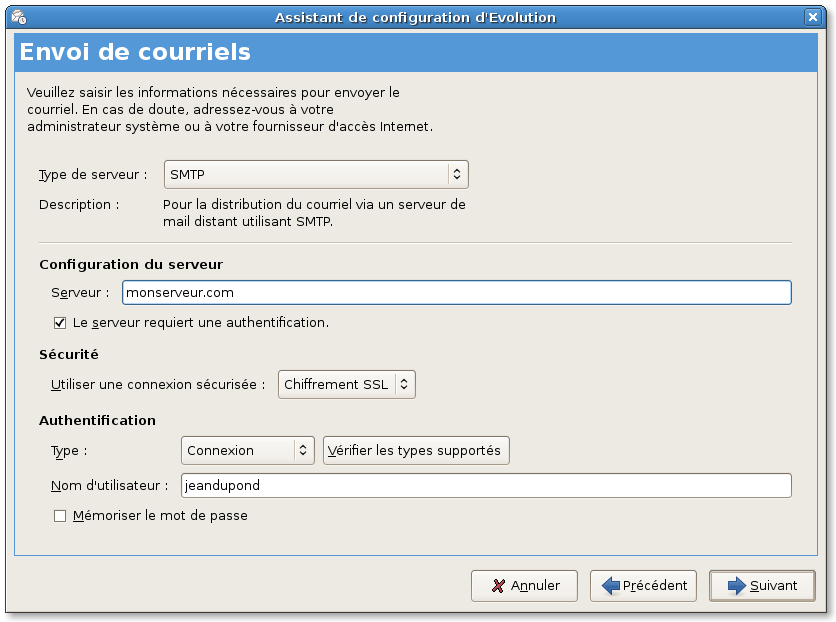 Assistant de configuration d'Evolution
Envoi de courriels
Veuillez saisir les informations nécessaires pour envoyer le
courriel. En cas de doute, adressez-vous à votre
administrateur système ou à votre fournisseur d'accès Internet.
Type de serveur : SMTP
Description : Pour la distribution du courriel via un serveur de
mail distant utilisant SMTP.
Configuration du serveur
Serveur : monserveur.com
Le serveur requiert une authentification.
Sécurité
Utiliser une connexion sécurisée : Chiffrement SSL
Authentification
Type : Connexion Vérifier les types supportés
Nom d'utilisateur : jeandupond
Mémoriser le mot de passe
Annuler Précédent Suivant